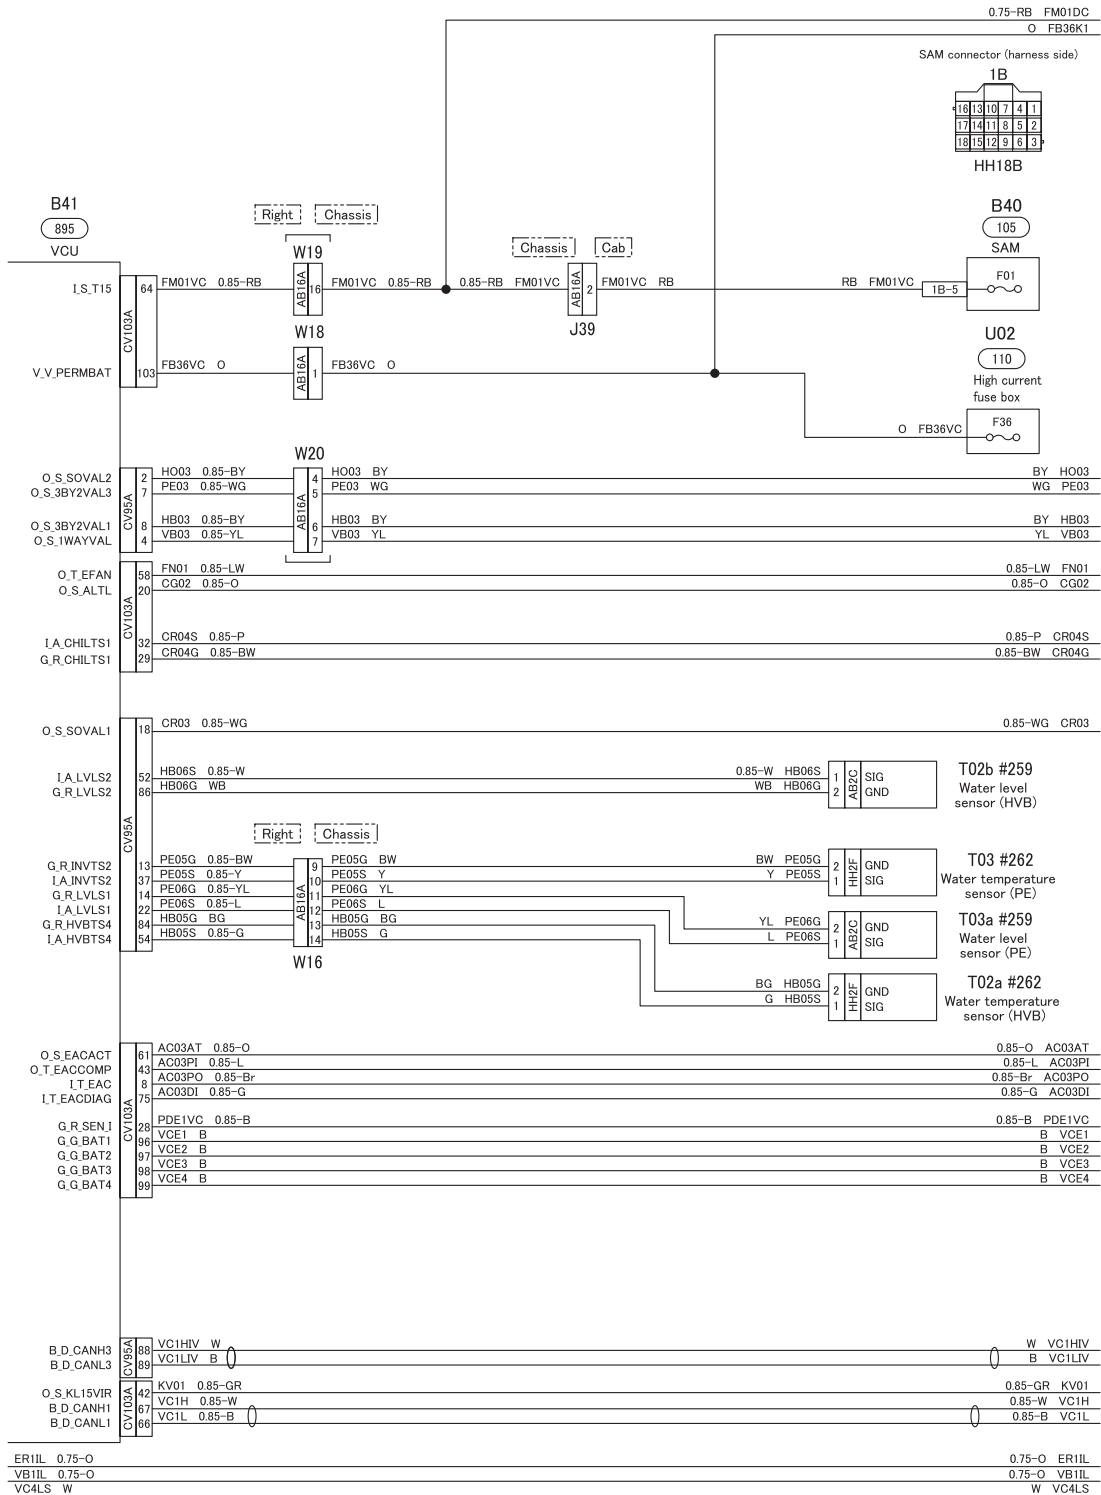 0.75-RB FM01DC
O FB36K1
SAM connector (harness side)
1B
16 13 10 7 4 1
17 14 11 8 5 2
18 15 12 9 6 3
HH18B
B41
895
VCU
Right Chassis
W19
Chassis Cab
B40
105
SAM
I_S_T15 64 FM01VC 0.85-RB AB16A 16 FM01VC 0.85-RB 0.85-RB FM01VC AB16A 2 FM01VC RB RB FM01VC 1B-5 F01
J39
CV103A
W18
U02
110
High current
fuse box
V_V_PERMBAT 103 FB36VC O AB16A 1 FB36VC O
O FB36VC F36
W20
O_S_SOVAL2 2 HO03 0.85-BY 4 HO03 BY BY HO03
O_S_3BY2VAL3 7 PE03 0.85-WG 5 PE03 WG WG PE03
CV95A AB16A
O_S_3BY2VAL1 8 HB03 0.85-BY 6 HB03 BY BY HB03
O_S_1WAYVAL 4 VB03 0.85-YL 7 VB03 YL YL VB03
O_T_EFAN 58 FN01 0.85-LW 0.85-LW FN01
O_S_ALTL 20 CG02 0.85-O 0.85-O CG02
CV103A
I_A_CHILTS1 32 CR04S 0.85-P 0.85-P CR04S
G_R_CHILTS1 29 CR04G 0.85-BW 0.85-BW CR04G
O_S_SOVAL1 18 CR03 0.85-WG 0.85-WG CR03
I_A_LVLS2 52 HB06S 0.85-W 0.85-W HB06S 1 SIG
G_R_LVLS2 86 HB06G WB WB HB06G 2 GND
AB2C
T02b #259
Water level
sensor (HVB)
CV95A
Right Chassis
G_R_INVTS2 13 PE05G 0.85-BW 9 PE05G BW BW PE05G 2 GND
I_A_INVTS2 37 PE05S 0.85-Y 10 PE05S Y Y PE05S 1 SIG
HH2F
T03 #262
Water temperature
sensor (PE)
G_R_LVLS1 14 PE06G 0.85-YL 11 PE06G YL
I_A_LVLS1 22 PE06S 0.85-L 12 PE06S L
G_R_HVBTS4 84 HB05G BG 13 HB05G BG
I_A_HVBTS4 54 HB05S 0.85-G 14 HB05S G
AB16A
W16
YL PE06G 2 GND
L PE06S 1 SIG
AB2C
T03a #259
Water level
sensor (PE)
BG HB05G 2 GND
G HB05S 1 SIG
HH2F
T02a #262
Water temperature
sensor (HVB)
O_S_EACACT 61 AC03AT 0.85-O 0.85-O AC03AT
O_T_EACCOMP 43 AC03PI 0.85-L 0.85-L AC03PI
I_T_EAC 8 AC03PO 0.85-Br 0.85-Br AC03PO
I_T_EACDIAG 75 AC03DI 0.85-G 0.85-G AC03DI
CV103A
G_R_SEN_I 28 PDE1VC 0.85-B 0.85-B PDE1VC
G_G_BAT1 96 VCE1 B B VCE1
G_G_BAT2 97 VCE2 B B VCE2
G_G_BAT3 98 VCE3 B B VCE3
G_G_BAT4 99 VCE4 B B VCE4
B_D_CANH3 88 VC1HIV W W VC1HIV
B_D_CANL3 89 VC1LIV B B VC1LIV
CV95A
O_S_KL15VIR 42 KV01 0.85-GR 0.85-GR KV01
B_D_CANH1 67 VC1H 0.85-W 0.85-W VC1H
B_D_CANL1 66 VC1L 0.85-B 0.85-B VC1L
CV103A
ER1IL 0.75-O 0.75-O ER1IL
VB1IL 0.75-O 0.75-O VB1IL
VC4LS W W VC4LS